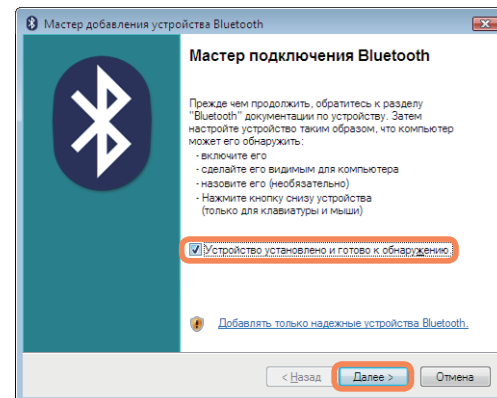 Мастер добавления устройства Bluetooth
Мастер подключения Bluetooth
Прежде чем продолжить, обратитесь к разделу
"Bluetooth" документации по устройству. Затем
настройте устройство таким образом, что компьютер
может его обнаружить:
- включите его
- сделайте его видимым для компьютера
- назовите его (необязательно)
- Нажмите кнопку снизу устройства
(только для клавиатуры и мыши)
Устройство установлено и готово к обнаружению.
Добавлять только надежные устройства Bluetooth.
< Назад
Далее >
Отмена